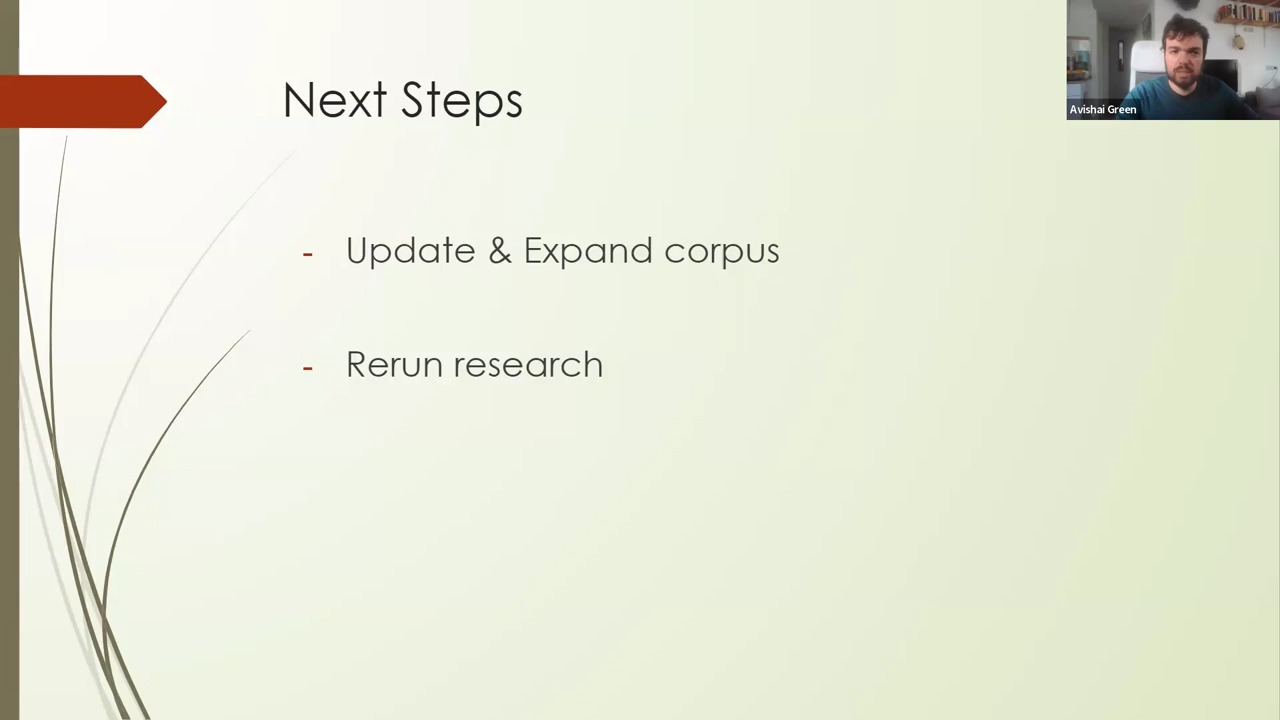 Next Steps
Avishai Green
- Update & Expand corpus
- Rerun research